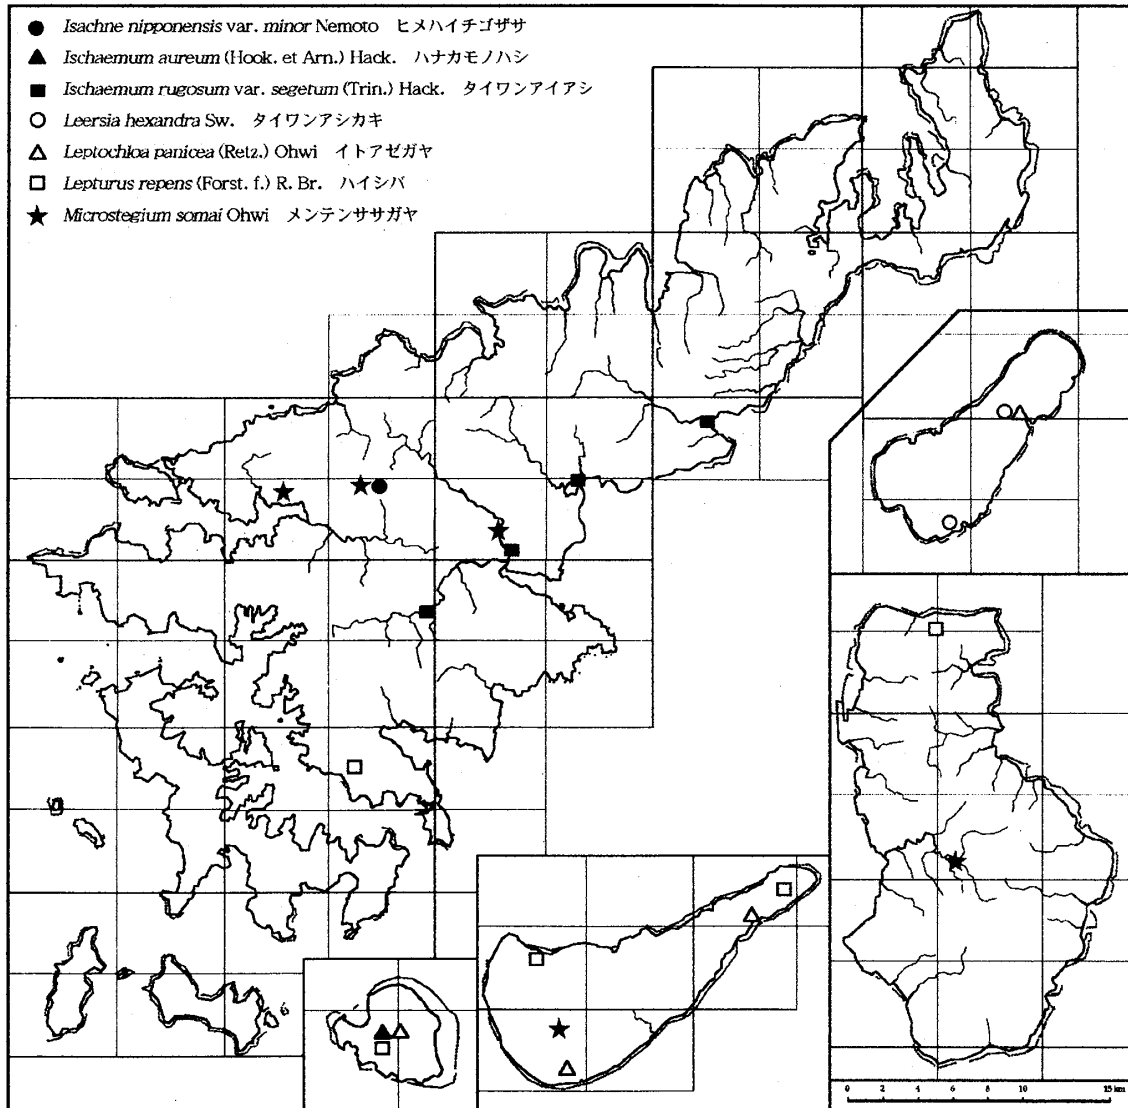 ● Isachne nipponensis var. minor Nemoto ヒメハイチゴザサ
▲ Ischaemum aureum (Hook. et Arn.) Hack. ハナカモノハシ
■ Ischaemum rugosum var. segetum (Trin.) Hack. タイワンアイアシ
○ Leersia hexandra Sw. タイワンアシカキ
△ Leptochloa panicea (Retz.) Ohwi イトアゼガヤ
□ Lepturus repens (Forst. f.) R. Br. ハイシバ
★ Microstegium somai Ohwi メンテンササガヤ
0 2 4 6 8 10 15 km